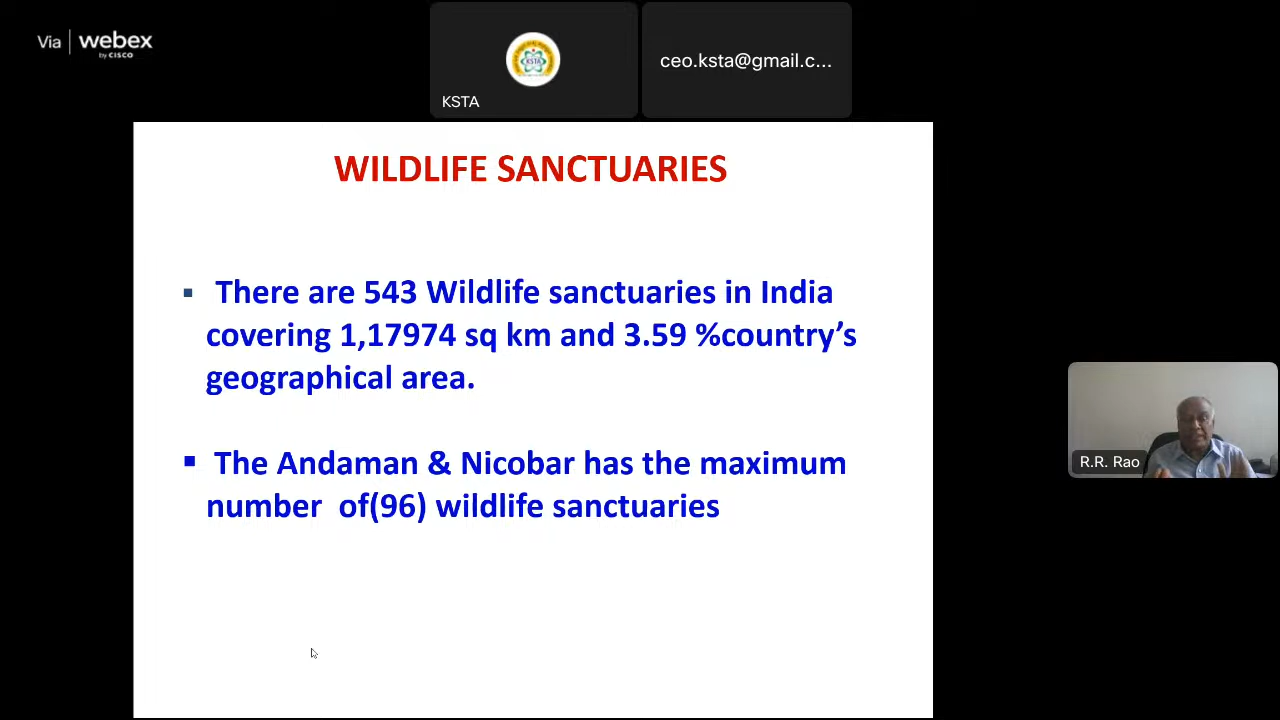 Via webex
by CISCO
KSTA
KSTA
ceo.ksta@gmail.c...
WILDLIFE SANCTUARIES
▪ There are 543 Wildlife sanctuaries in India
covering 1,17974 sq km and 3.59 %country’s
geographical area.
▪ The Andaman & Nicobar has the maximum
number of(96) wildlife sanctuaries
R.R. Rao